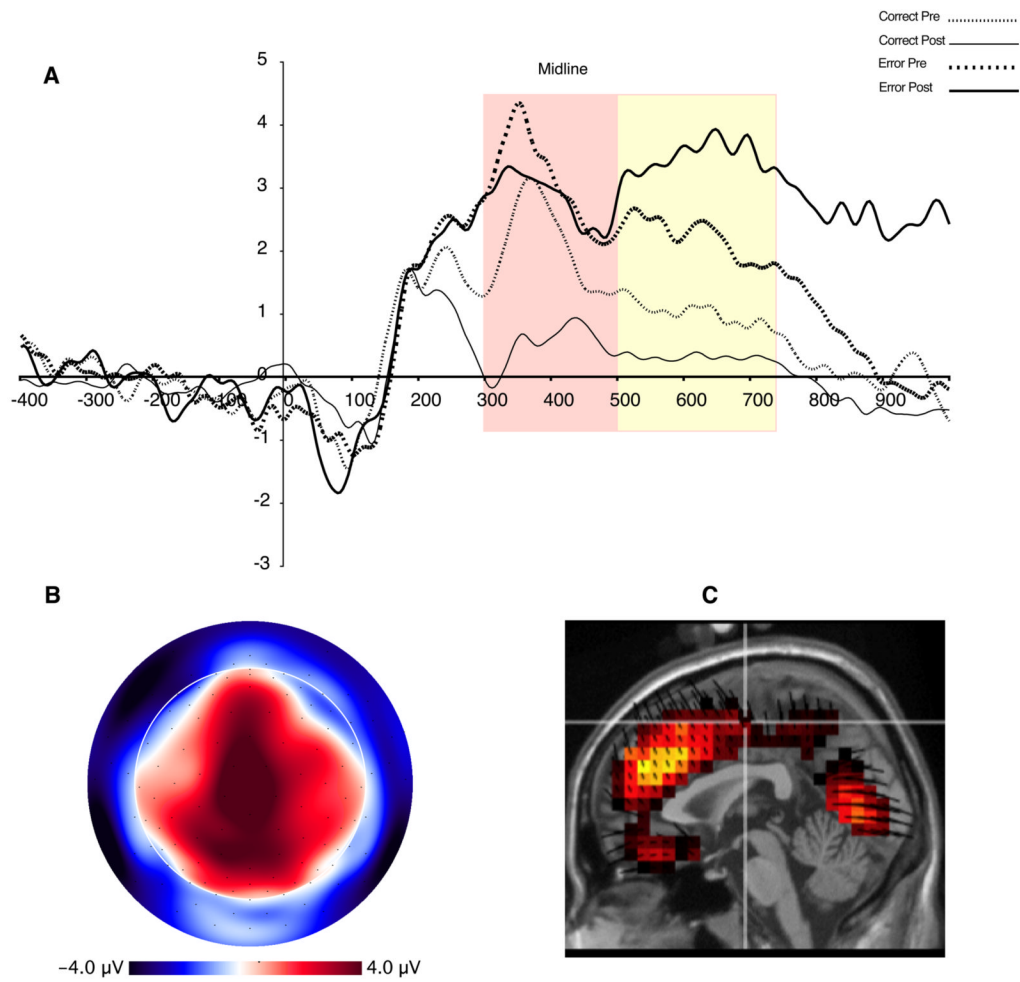 Correct Pre
Correct Post
Error Pre
Error Post
A
Midline
5
4
3
2
1
0
-1
-2
-3
-400 -300 -200 -100 0 100 200 300 400 500 600 700 800 900
B
C
−4.0 µV 4.0 µV